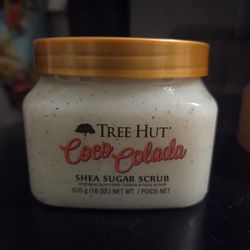 TREE HUT®
Coco Colada
SHEA SUGAR SCRUB
510 g (18 OZ.) NET WT. / POIDS NET